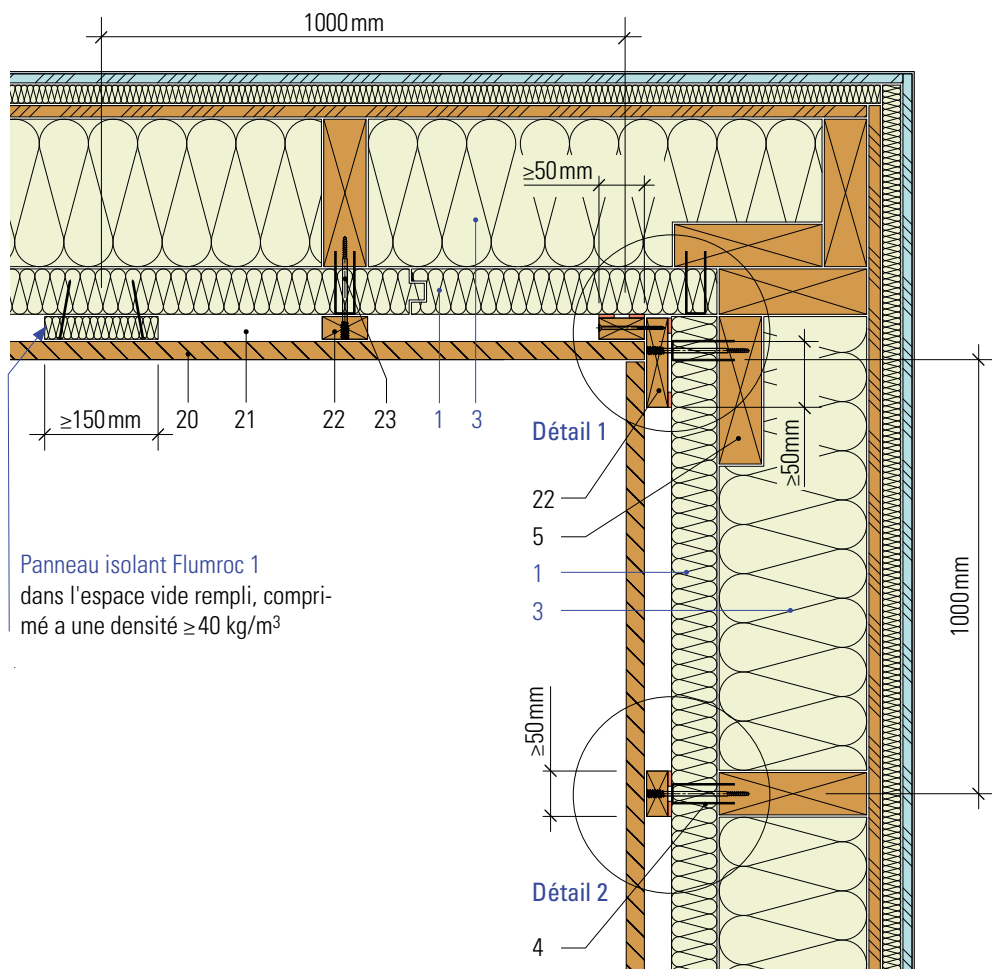 1000 mm
≥50 mm
≥150 mm
20
21
22
23
1
3
Détail 1
≥50 mm
22
5
1
3
Panneau isolant Flumroc 1
dans l'espace vide rempli, compri-
mé a une densité ≥ 40 kg/m³
1000 mm
≥50 mm
Détail 2
4